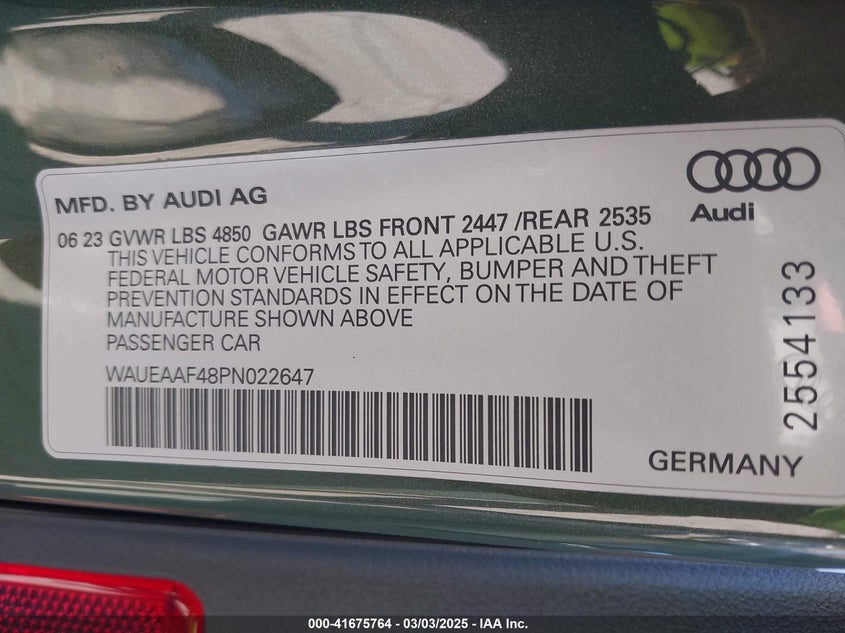 MFD. BY AUDI AG
Audi
06 23 GVWR LBS 4850 GAWR LBS FRONT 2447 /REAR 2535
THIS VEHICLE CONFORMS TO ALL APPLICABLE U.S.
FEDERAL MOTOR VEHICLE SAFETY, BUMPER AND THEFT
PREVENTION STANDARDS IN EFFECT ON THE DATE OF
MANUFACTURE SHOWN ABOVE
PASSENGER CAR
WAUEAAF48PN022647
2554133
GERMANY
000-41675764 - 03/03/2025 - IAA Inc.